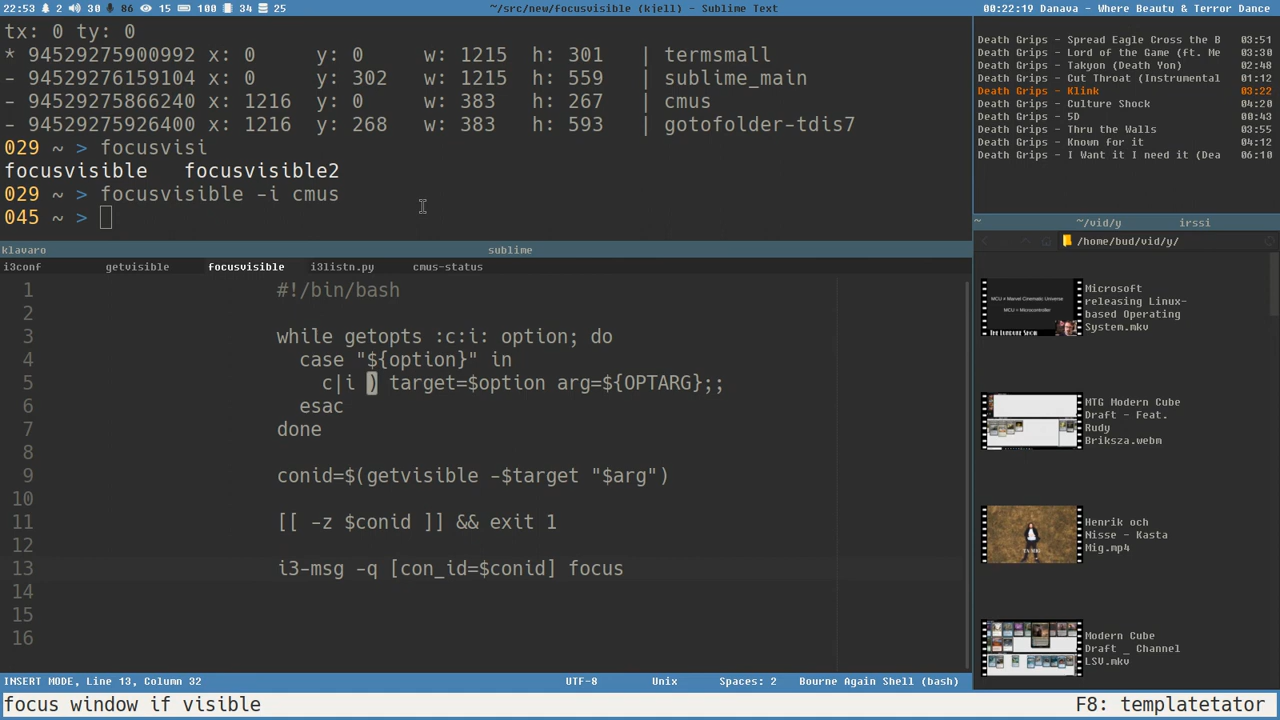 22:53 2 30 86 15 100 34 25 ~/src/new/focusvisible (kjell) - Sublime Text 00:22:19 Danava - Where Beauty & Terror Dance
tx: 0 ty: 0
* 94529275900992 x: 0 y: 0 w: 1215 h: 301 | termsmall
- 94529276159104 x: 0 y: 302 w: 1215 h: 559 | sublime_main
- 94529275866240 x: 1216 y: 0 w: 383 h: 267 | cmus
- 94529275926400 x: 1216 y: 268 w: 383 h: 593 | gotofolder-tdis7
029 ~ > focusvisi
focusvisible focusvisible2
029 ~ > focusvisible -i cmus
045 ~ >
Death Grips - Spread Eagle Cross the B 03:51
Death Grips - Lord of the Game (ft. Me 03:30
Death Grips - Takyon (Death Yon) 02:48
Death Grips - Cut Throat (Instrumental 01:12
Death Grips - Klink 03:22
Death Grips - Culture Shock 04:20
Death Grips - 5D 00:43
Death Grips - Thru the Walls 03:55
Death Grips - Known for it 04:12
Death Grips - I Want it I need it (Dea 06:10
klavaro sublime
i3conf getvisible focusvisible i3listn.py cmus-status
1 #!/bin/bash
2
3 while getopts :c:i: option; do
4 case "${option}" in
5 c|i ) target=$option arg=${OPTARG};;
6 esac
7 done
8
9 conid=$(getvisible -$target "$arg")
10
11 [[ -z $conid ]] && exit 1
12
13 i3-msg -q [con_id=$conid] focus
14
15
16
~ ~/vid/y irssi
/home/bud/vid/y/
Microsoft
releasing Linux-
based Operating
System.mkv
MCU ≠ Marvel Cinematic Universe
MCU = Microcontroller
The Lunduke Show
MTG Modern Cube
Draft - Feat.
Rudy
Briksza.webm
Henrik och
Nisse - Kasta
Mig.mp4
Modern Cube
Draft _ Channel
LSV.mkv
INSERT MODE, Line 13, Column 32 UTF-8 Unix Spaces: 2 Bourne Again Shell (bash)
focus window if visible F8: templatetator